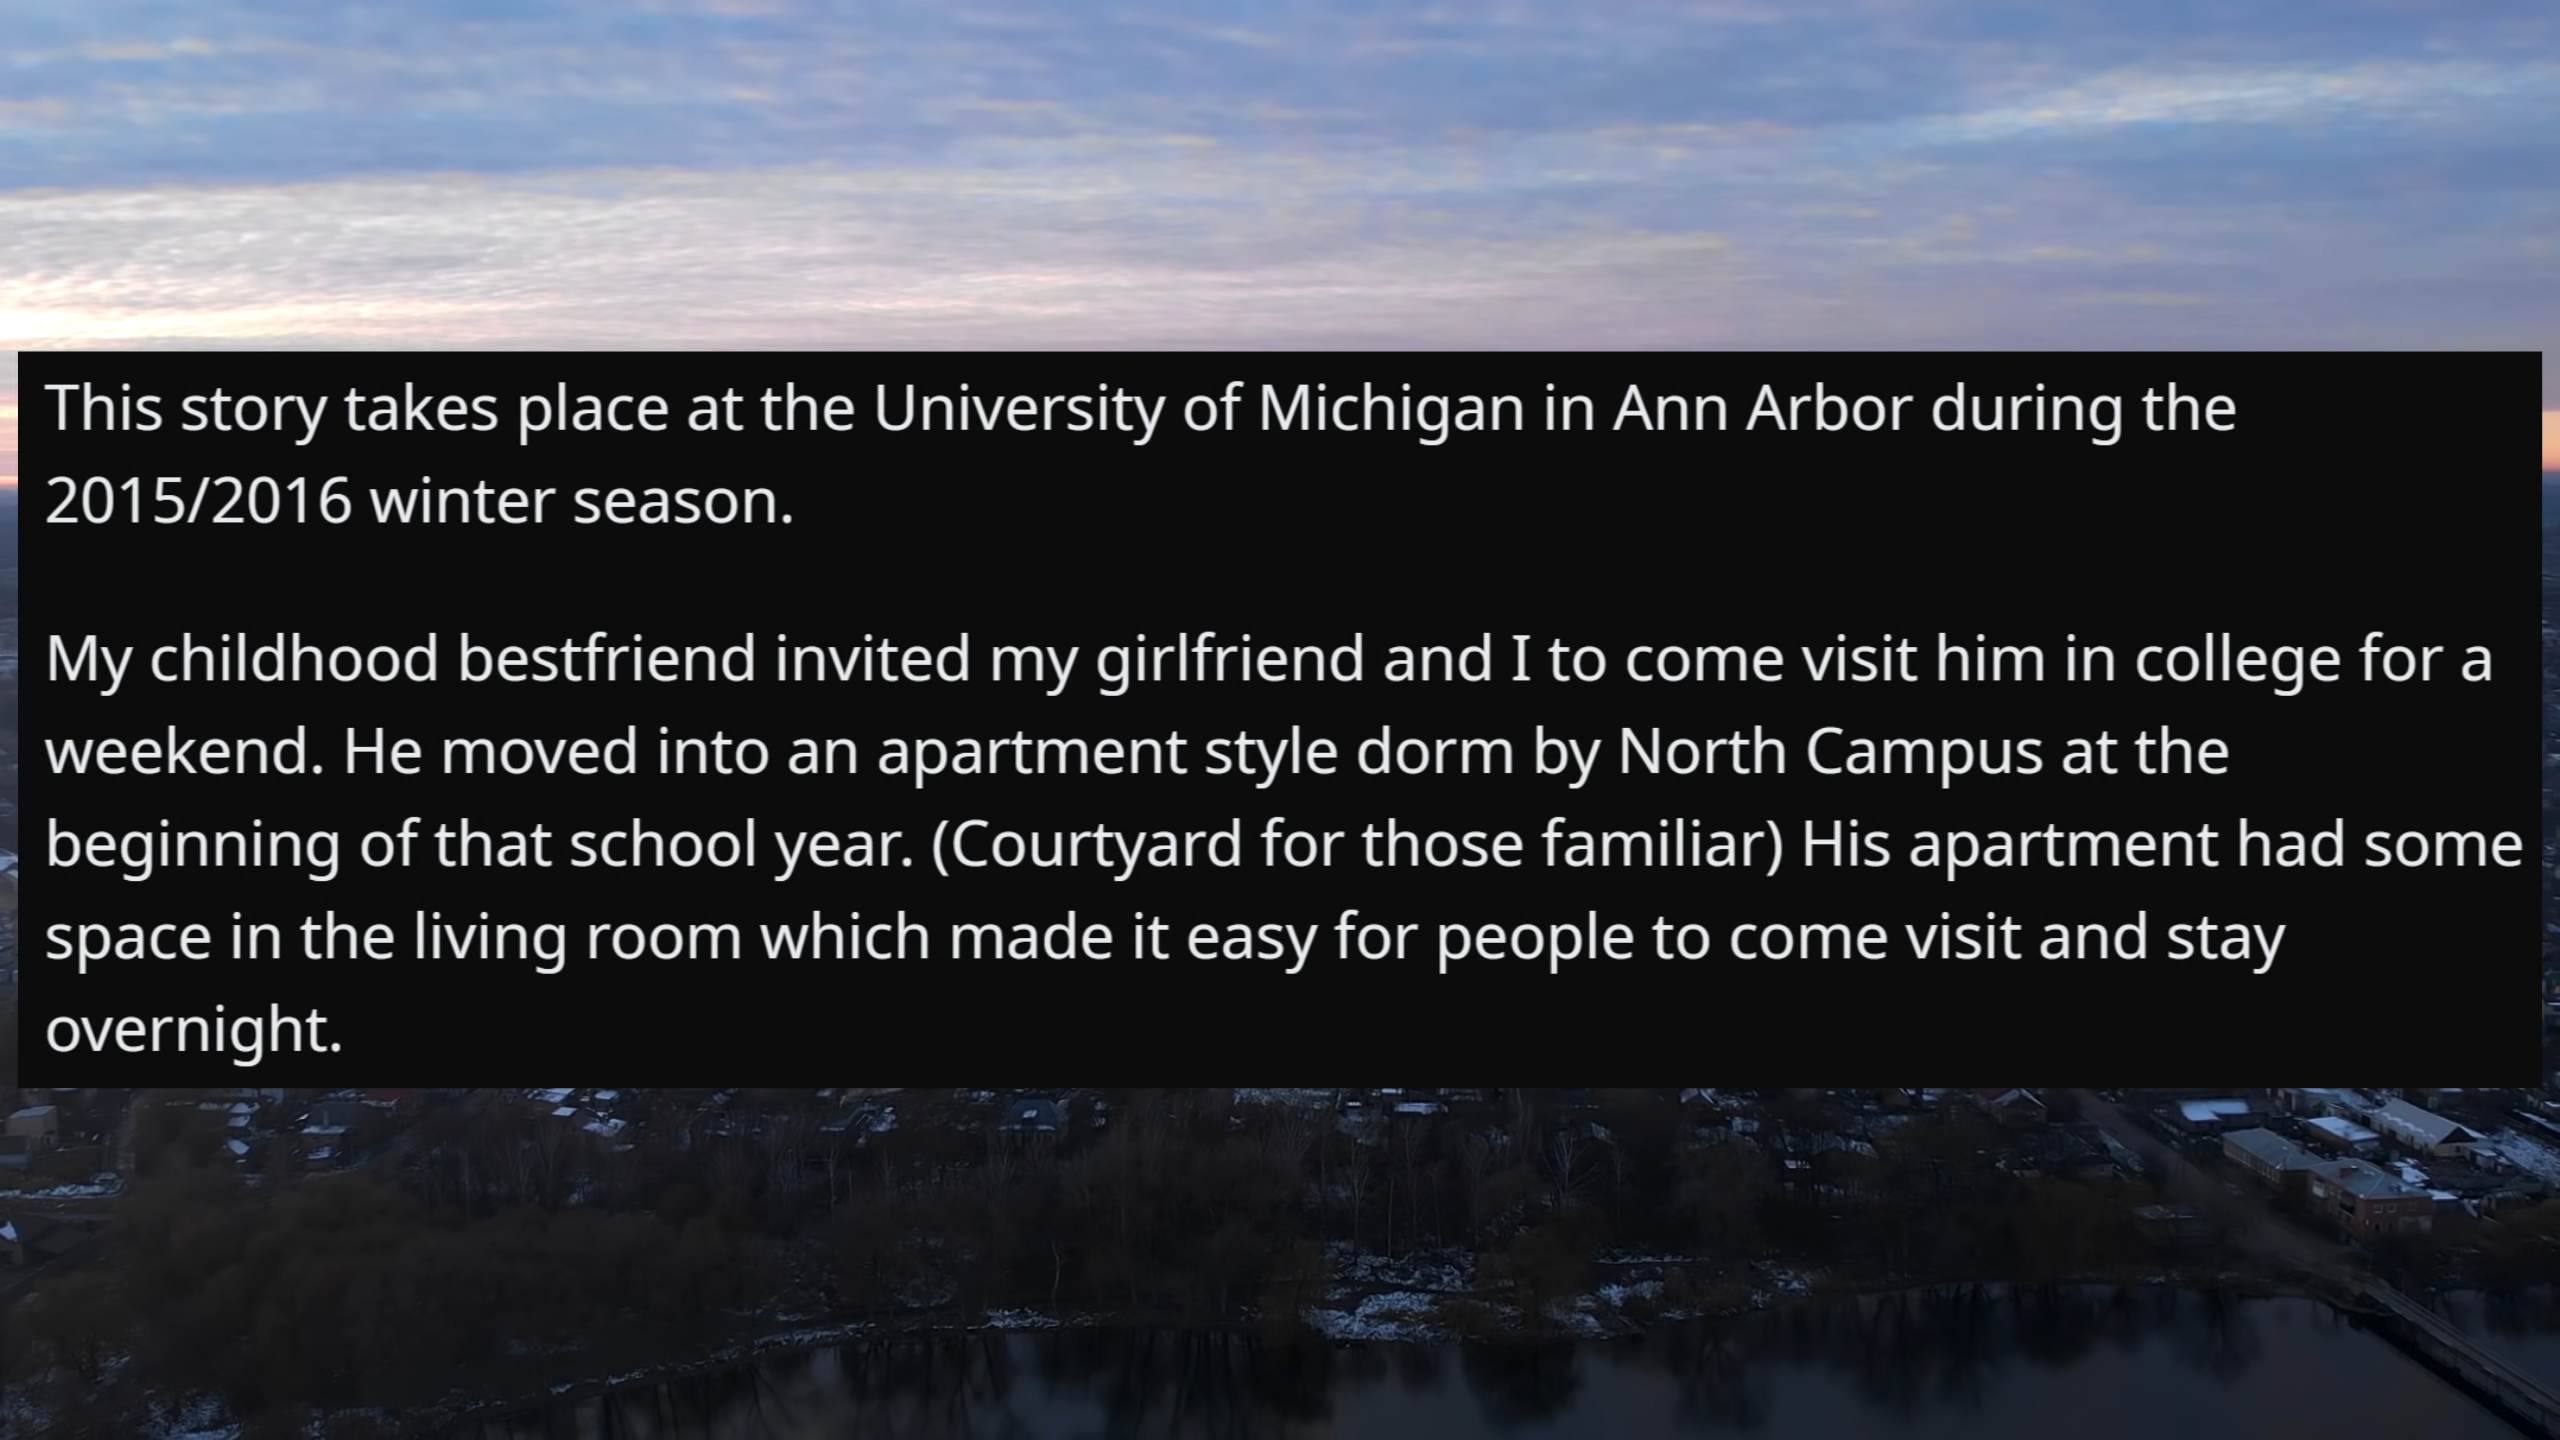 This story takes place at the University of Michigan in Ann Arbor during the
2015/2016 winter season.
My childhood bestfriend invited my girlfriend and I to come visit him in college for a
weekend. He moved into an apartment style dorm by North Campus at the
beginning of that school year. (Courtyard for those familiar) His apartment had some
space in the living room which made it easy for people to come visit and stay
overnight.